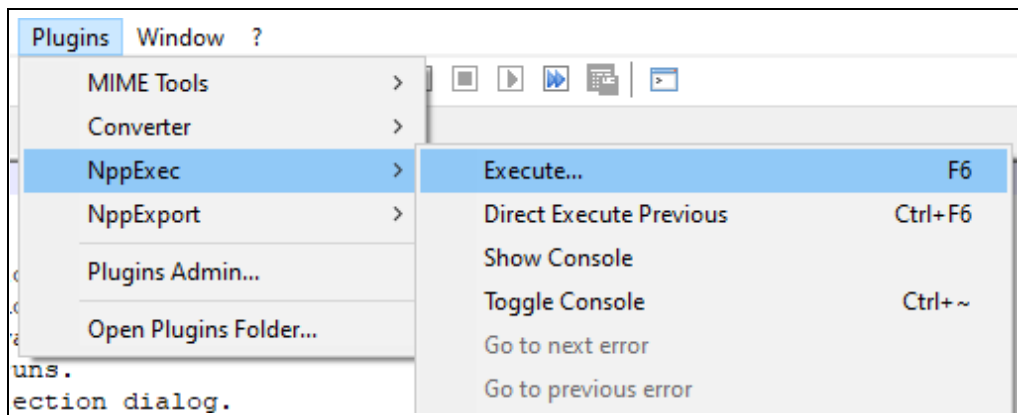 Plugins Window ?
MIME Tools
Converter
NppExec
NppExport
Plugins Admin...
Open Plugins Folder...
Execute... F6
Direct Execute Previous Ctrl+F6
Show Console
Toggle Console Ctrl+~
Go to next error
Go to previous error
uns.
ection dialog.